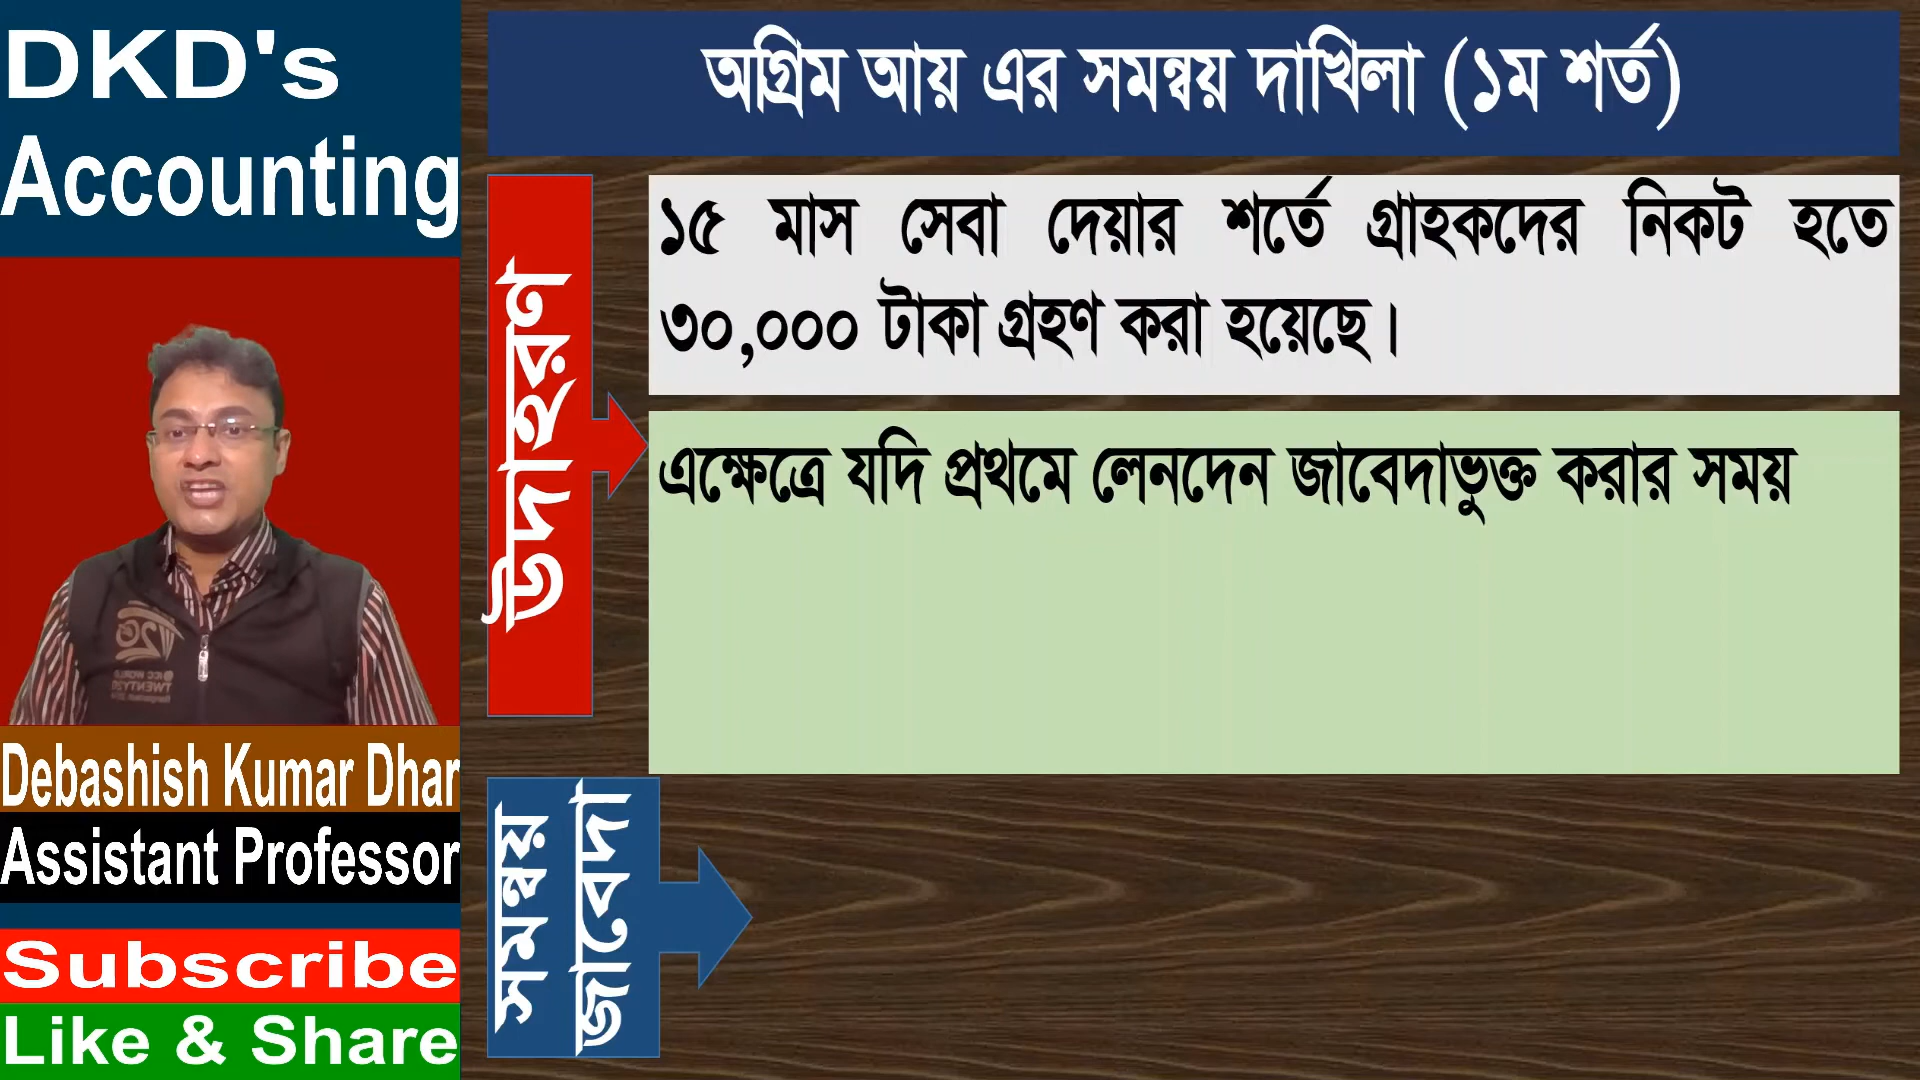 DKD's
Accounting
অগ্রিম আয় এর সমন্বয় দাখিলা (১ম শর্ত)
উদাহরণ
১৫ মাস সেবা দেয়ার শর্তে গ্রাহকদের নিকট হতে
৩০,০০০ টাকা গ্রহণ করা হয়েছে।
এক্ষেত্রে যদি প্রথমে লেনদেন জাবেদাভুক্ত করার সময়
সমন্বয়
জাবেদা
Debashish Kumar Dhar
Assistant Professor
Subscribe
Like & Share